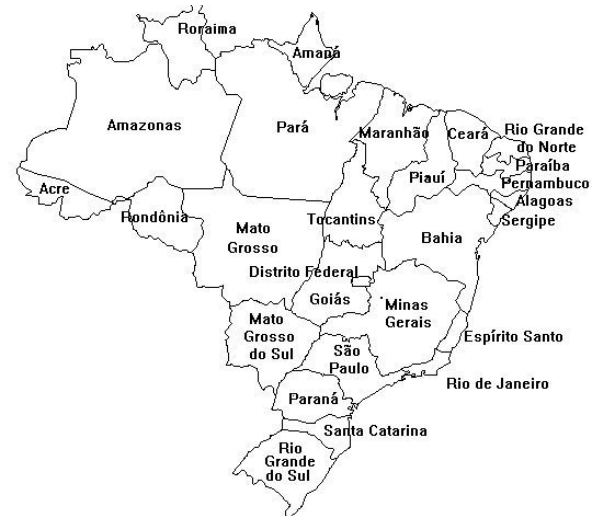 Roraima
Amapá
Amazonas
Pará
Maranhão
Ceará
Rio Grande
do Norte
Paraíba
Piauí
Pernambuco
Acre
Alagoas
Rondônia
Tocantins
Sergipe
Mato
Grosso
Bahia
Distrito Federal
Goiás
Minas
Gerais
Mato
Grosso
do Sul
Espírito Santo
São
Paulo
Rio de Janeiro
Paraná
Santa Catarina
Rio
Grande
do Sul